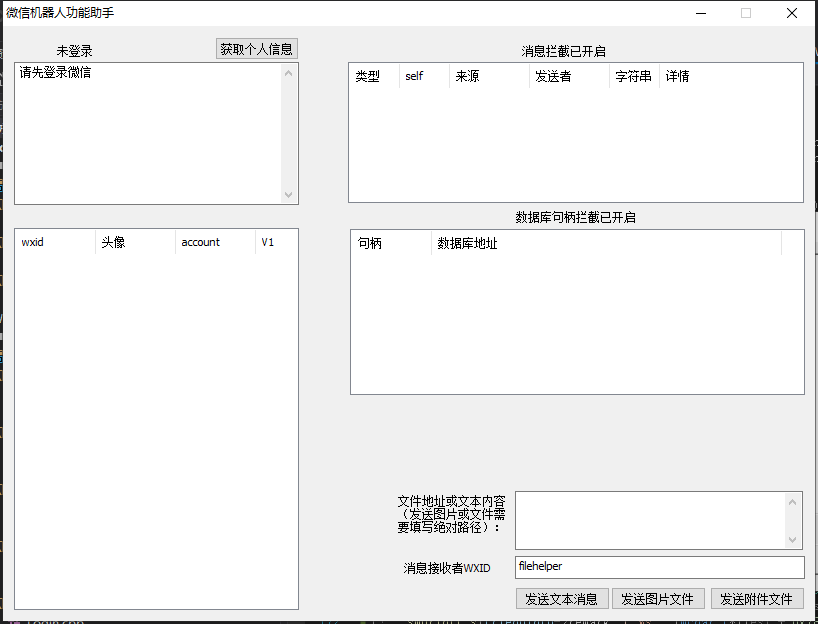 微信机器人功能助手
未登录
获取个人信息
请先登录微信
消息拦截已开启
类型 self 来源 发送者 字符串 详情
数据库句柄拦截已开启
wxid 头像 account V1
句柄 数据库地址
文件地址或文本内容
（发送图片或文件需
要填写绝对路径）：
消息接收者WXID
filehelper
发送文本消息 发送图片文件 发送附件文件